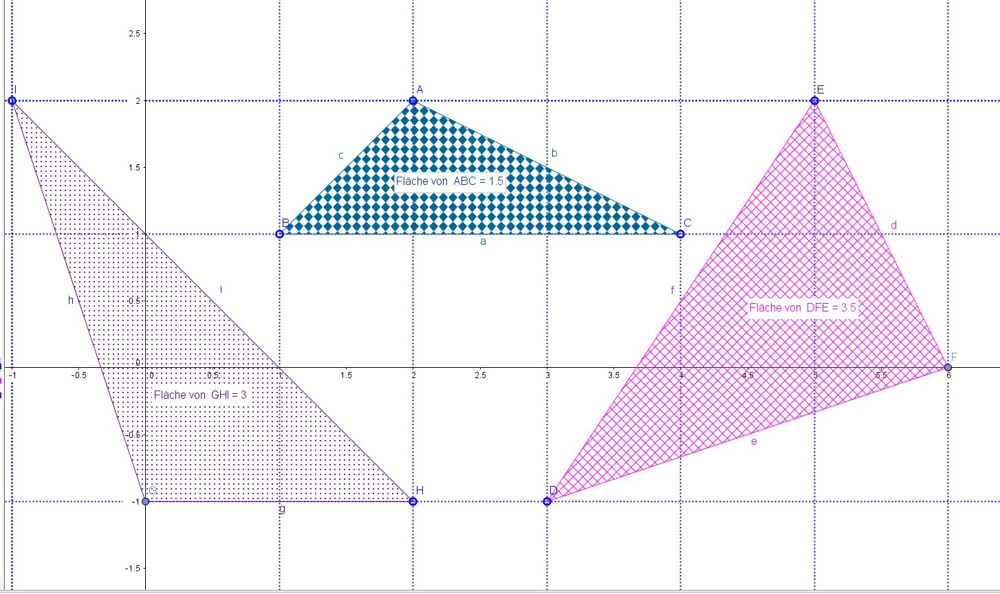 2.5
I
A
E
2
c
b
1.5
Fläche von ABC = 1.5
B
C
d
1
a
i
f
h
0.5
Fläche von DFE = 3.5
F
0
-1 -0.5 0 0.5 1 1.5 2 2.5 3 3.5 4 4.5 5 5.5 6
Fläche von GHI = 3
-0.5
e
G
H
D
-1
g
-1.5